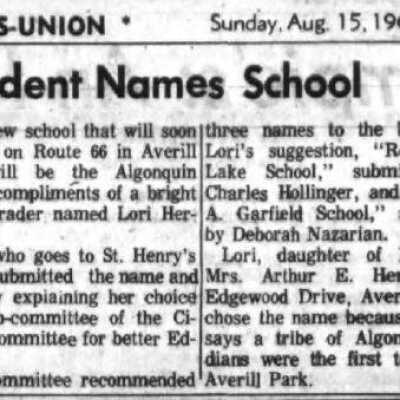 S-UNION * Sunday, Aug. 15, 196
dent Names School
ew school that will soon
on Route 66 in Averill
ill be the Algonquin
compliments of a bright
rader named Lori Her-
who goes to St. Henry's
ubmitted the name and
y explaining her choice
b-committee of the Ci-
ommittee for better Ed-
ommittee recommended
three names to the
Lori's suggestion, "R
Lake School," submi
Charles Hollinger, and
A. Garfield School,"
by Deborah Nazarian.
Lori, daughter of
Mrs. Arthur E. Her
Edgewood Drive, Aver
chose the name becaus
says a tribe of Algon
dians were the first t
Averill Park.